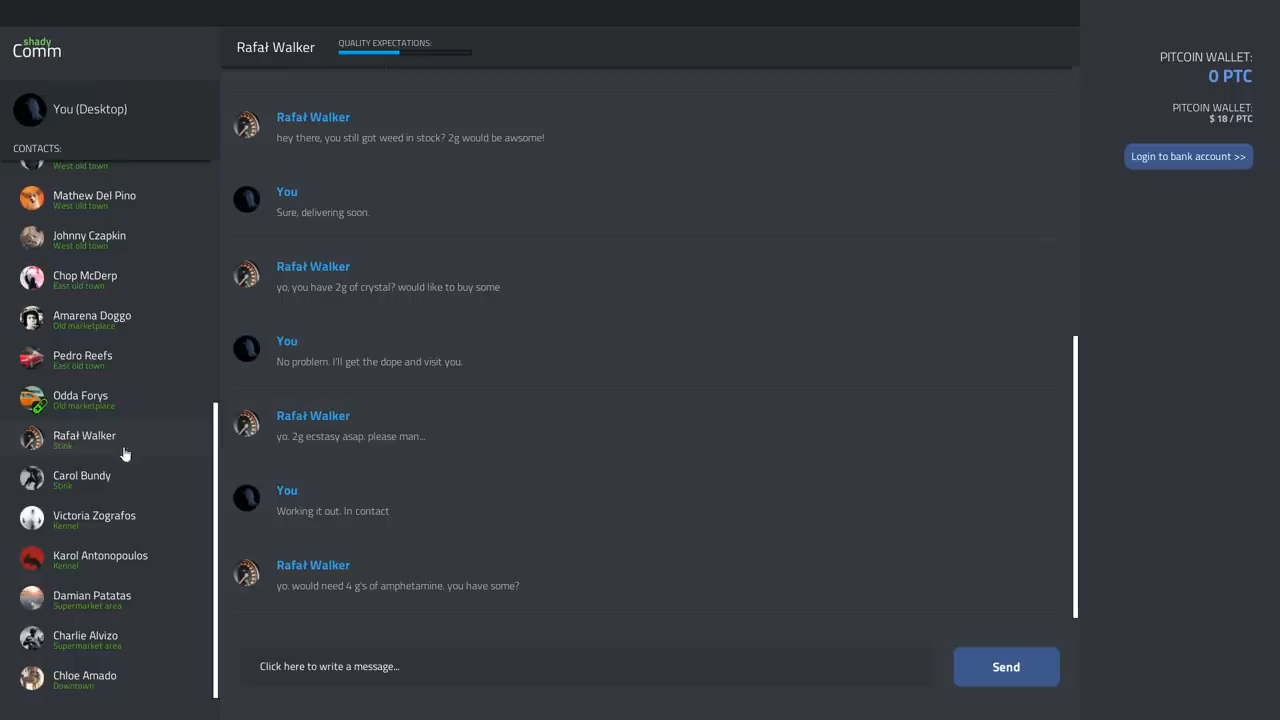 shady
Comm
You (Desktop)
CONTACTS:
West old town
Mathew Del Pino
West old town
Johnny Czapkin
West old town
Chop McDerp
East old town
Amarena Doggo
Old marketplace
Pedro Reefs
East old town
Odda Forys
Old marketplace
Rafał Walker
Stink
Carol Bundy
Stink
Victoria Zografos
Kennel
Karol Antonopoulos
Kennel
Damian Patatas
Supermarket area
Charlie Alvizo
Supermarket area
Chloe Amado
Downtown
Rafał Walker
QUALITY EXPECTATIONS:
Rafał Walker
hey there, you still got weed in stock? 2g would be awsome!
You
Sure, delivering soon.
Rafał Walker
yo, you have 2g of crystal? would like to buy some
You
No problem. I'll get the dope and visit you.
Rafał Walker
yo. 2g ecstasy asap. please man...
You
Working it out. In contact
Rafał Walker
yo. would need 4 g's of amphetamine. you have some?
Click here to write a message...
Send
PITCOIN WALLET:
0 PTC
PITCOIN WALLET:
$ 18 / PTC
Login to bank account >>